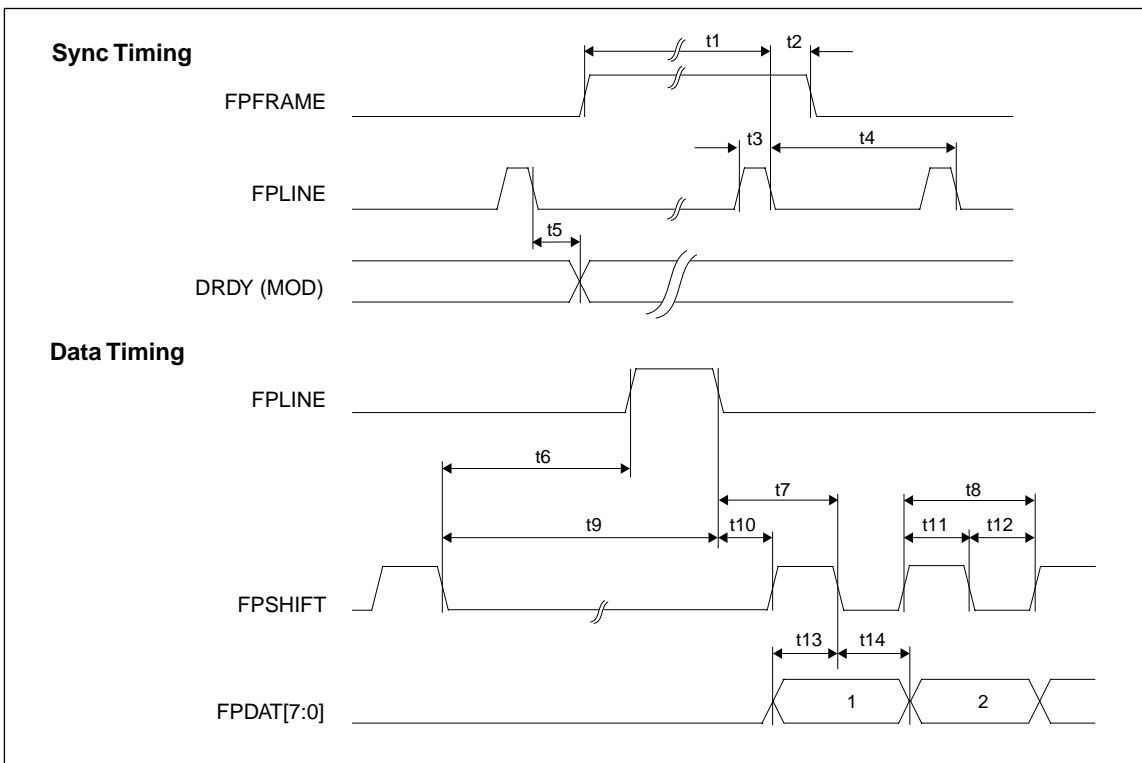 Sync Timing
t1
t2
FPFRAME
t3
t4
FPLINE
t5
DRDY (MOD)
Data Timing
FPLINE
t6
t7
t8
t9
t10
t11
t12
FPSHIFT
t13
t14
FPDAT[7:0]
1
2